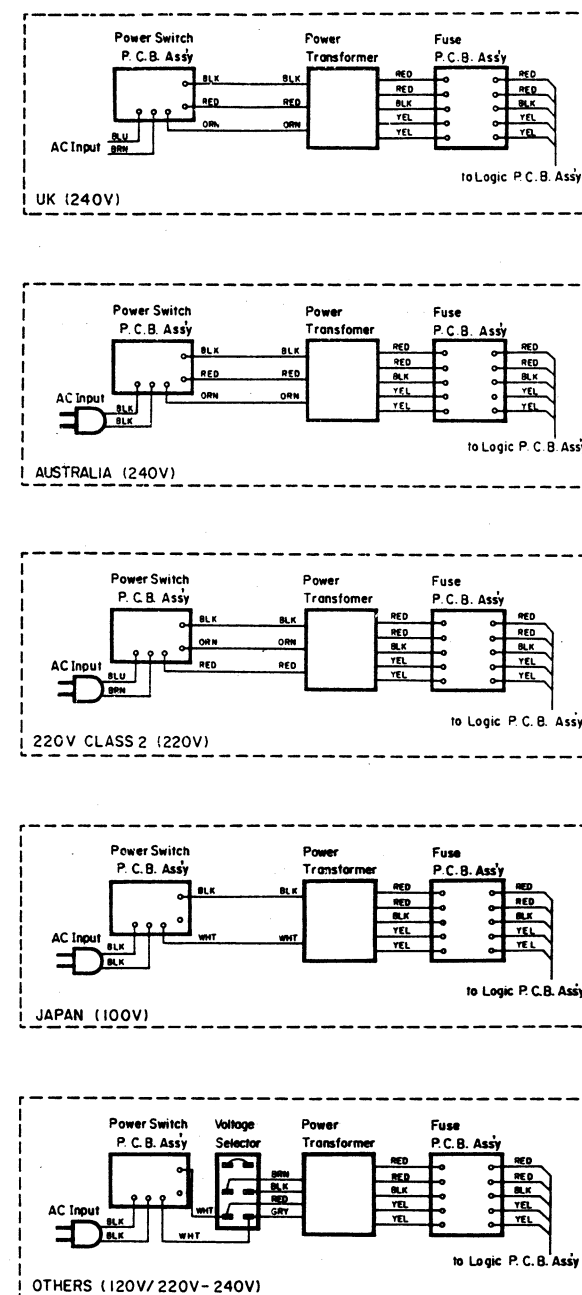 Power Switch Power Fuse
P. C. B. Ass'y Transformer P. C. B. Ass'y
BLK BLK RED RED
RED RED
RED RED BLK BLK
ORN ORN YEL YEL
BLU YEL YEL
AC Input BRN
to Logic P. C. B. Ass'y
UK (240V)
Power Switch Power Fuse
P. C. B. Ass'y Transfomer P. C. B. Ass'y
BLK BLK RED RED
RED RED
RED RED BLK BLK
AC Input ORN ORN YEL YEL
BLK YEL YEL
BLK
to Logic P. C. B. Ass'
AUSTRALIA (240V)
Power Switch Power Fuse
P. C. B. Ass'y Transfomer P. C. B. Ass'y
BLK BLK RED RED
RED RED
ORN ORN BLK BLK
AC Input RED RED YEL YEL
BLU YEL YEL
BRN
to Logic P. C. B. Ass'y
220V CLASS 2 (220V)
Power Switch Power Fuse
P. C. B. Ass'y Transformer P. C. B. Ass'y
BLK BLK RED RED
RED RED
BLK BLK
AC Input WHT WHT YEL YEL
BLK YEL YEL
BLK
to Logic P. C. B. Ass'y
JAPAN (100V)
Power Switch Voltage Power Fuse
P. C. B. Ass'y Selector Transformer P. C. B. Ass'y
RED RED
BRN RED RED
BLK BLK BLK
AC Input RED YEL YEL
BLK WHT GRY YEL YEL
BLK WHT
to Logic P. C. B. Ass'y
OTHERS (120V/220V-240V)